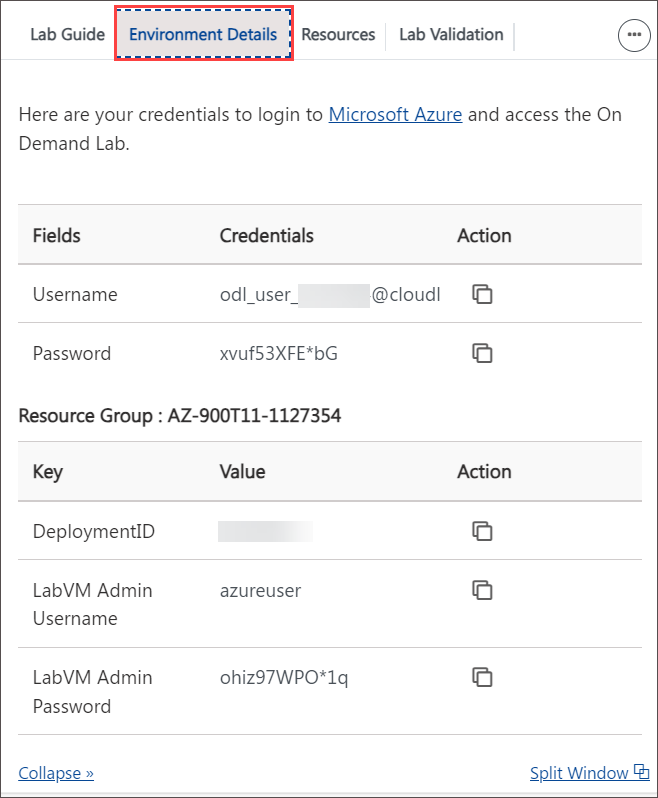 Lab Guide Environment Details Resources Lab Validation
Here are your credentials to login to Microsoft Azure and access the On
Demand Lab.
Fields Credentials Action
Username odl_user_ @cloudl
Password xvuf53XFE*bG
Resource Group : AZ-900T11-1127354
Key Value Action
DeploymentID
LabVM Admin azureuser
Username
LabVM Admin ohiz97WPO*1q
Password
Collapse » Split Window